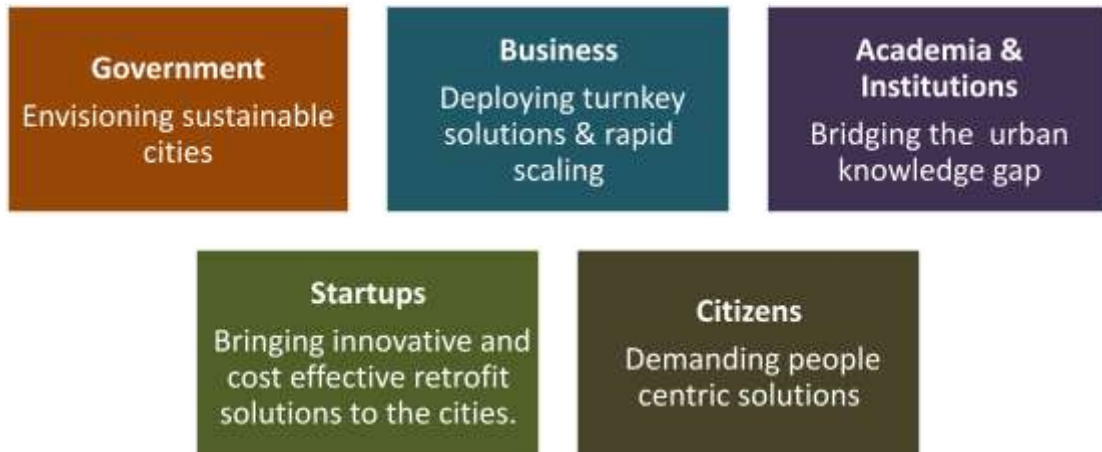 Government
Envisioning sustainable
cities
Business
Deploying turnkey
solutions & rapid
scaling
Academia &
Institutions
Bridging the urban
knowledge gap
Startups
Bringing innovative and
cost effective retrofit
solutions to the cities.
Citizens
Demanding people
centric solutions